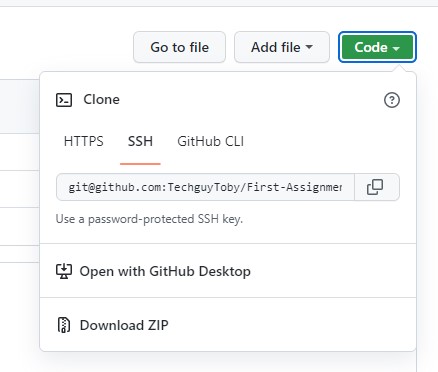 Go to file Add file Code
Clone
HTTPS SSH GitHub CLI
git@github.com:TechguyToby/First-Assignmen
Use a password-protected SSH key.
Open with GitHub Desktop
Download ZIP